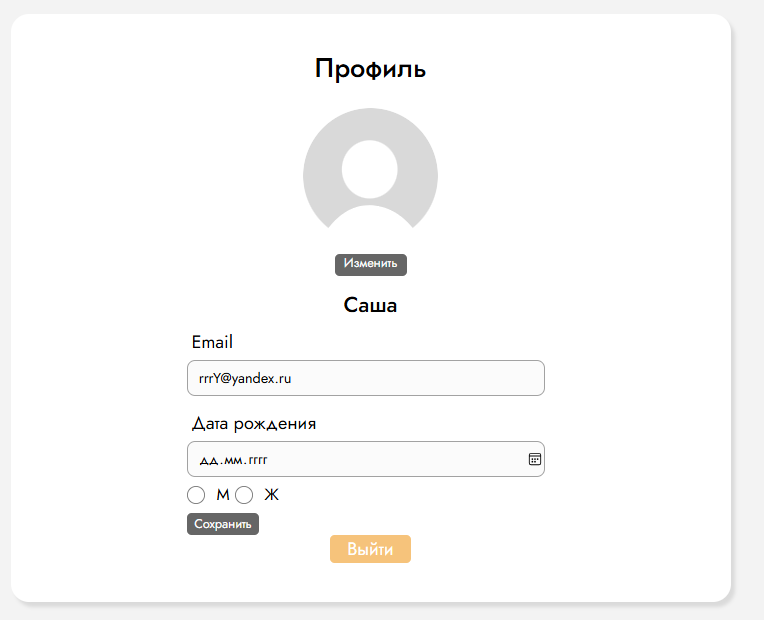 Профиль
Изменить
Саша
Email
rrrY@yandex.ru
Дата рождения
дд.мм.гггг
М Ж
Сохранить
Выйти